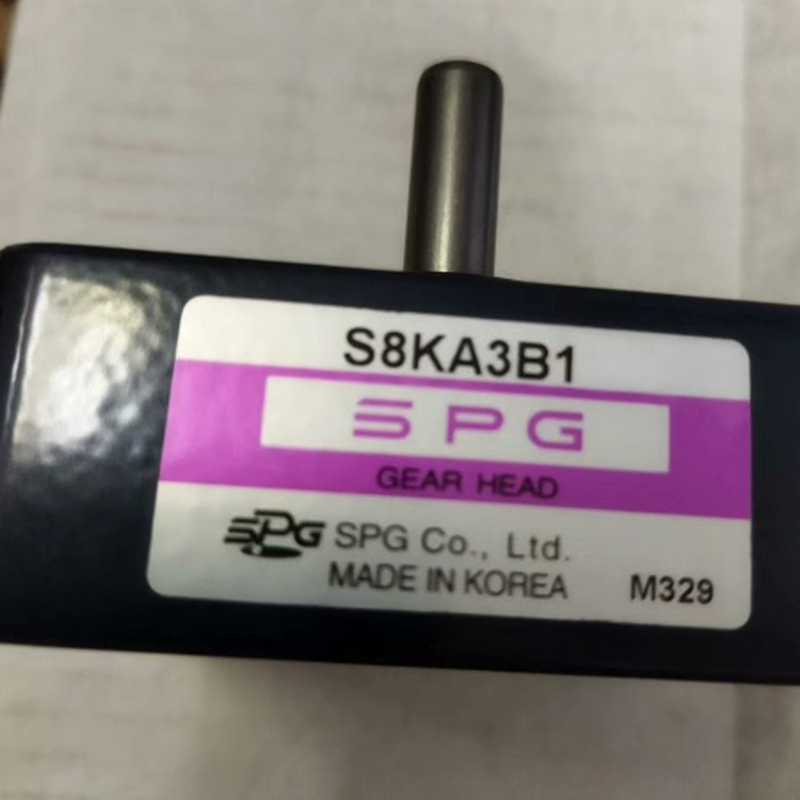 S8KA3B1
SPG
GEAR HEAD
SPG SPG Co., Ltd.
MADE IN KOREA M329